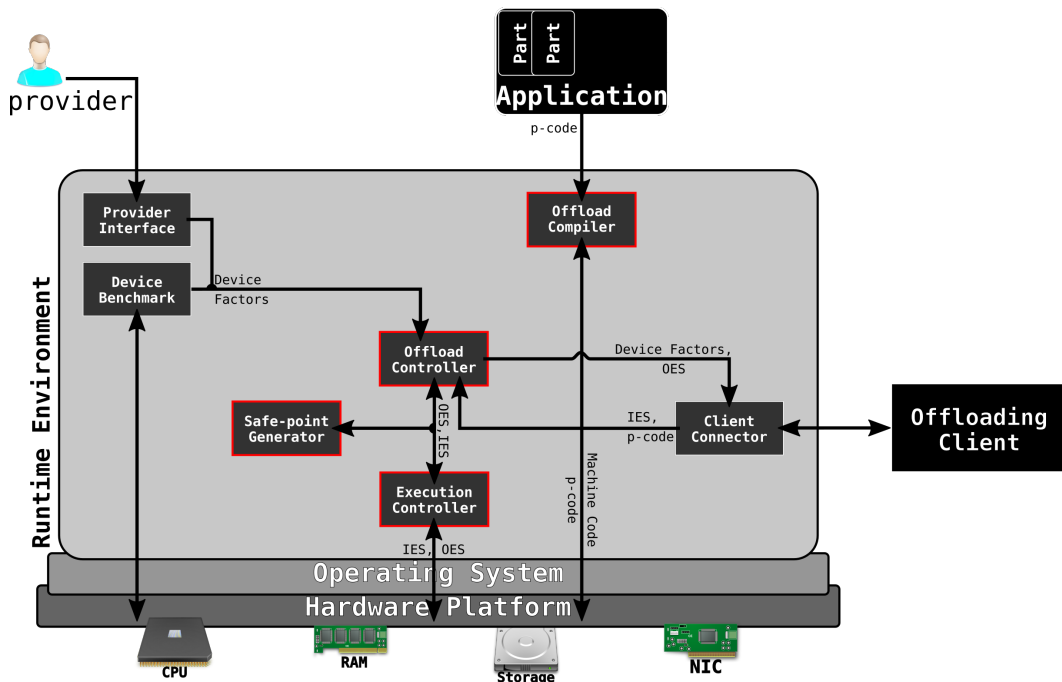 Part
Part
Application
provider
p-code
Provider
Interface
Offload
Compiler
Device
Benchmark
Device
Factors
Runtime Environment
Offload
Controller
Device Factors,
OES
OES,IES
Safe-point
Generator
IES,
p-code
Client
Connector
Offloading
Client
Machine Code
p-code
Execution
Controller
IES, OES
Operating System
Hardware Platform
CPU
RAM
Storage
NIC